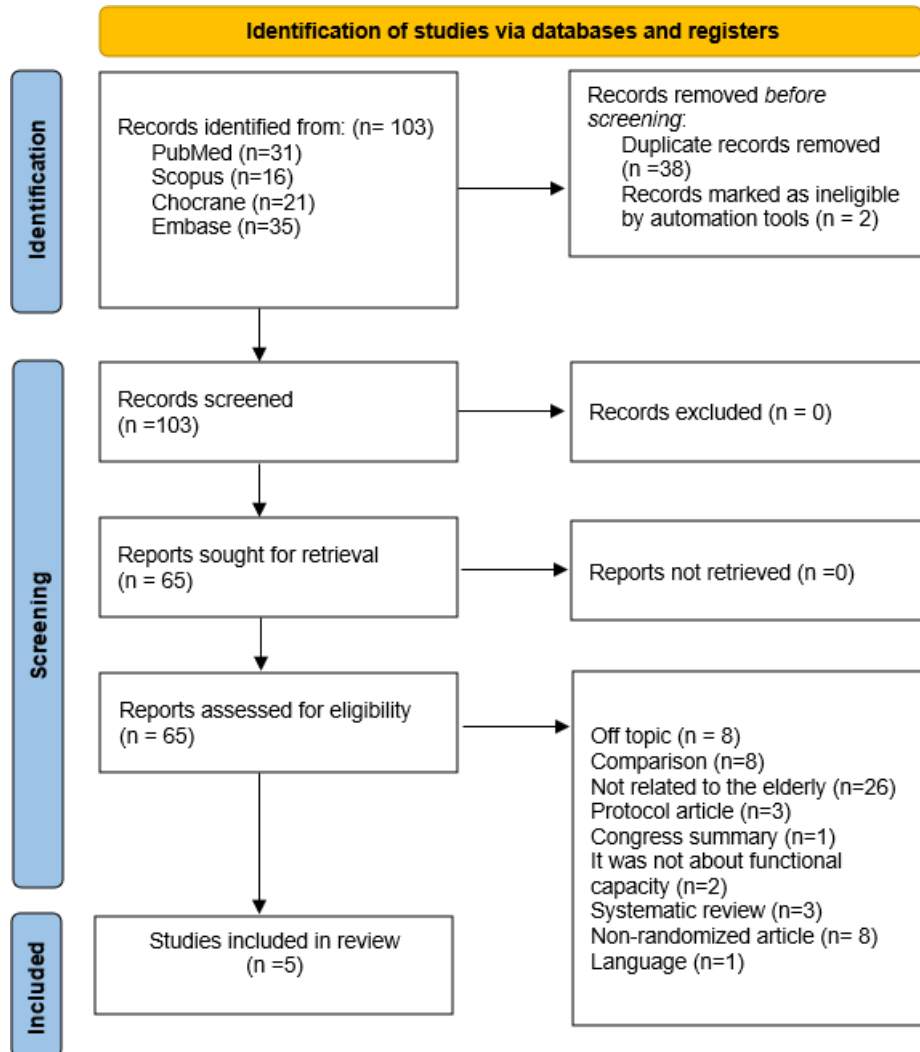 Identification of studies via databases and registers
Identification
Records identified from: (n= 103)
PubMed (n=31)
Scopus (n=16)
Chocrane (n=21)
Embase (n=35)
Records removed before
screening:
Duplicate records removed
(n =38)
Records marked as ineligible
by automation tools (n = 2)
Screening
Records screened
(n =103)
Records excluded (n = 0)
Reports sought for retrieval
(n = 65)
Reports not retrieved (n =0)
Reports assessed for eligibility
(n = 65)
Off topic (n = 8)
Comparison (n=8)
Not related to the elderly (n=26)
Protocol article (n=3)
Congress summary (n=1)
It was not about functional
capacity (n=2)
Systematic review (n=3)
Non-randomized article (n= 8)
Language (n=1)
Included
Studies included in review
(n =5)